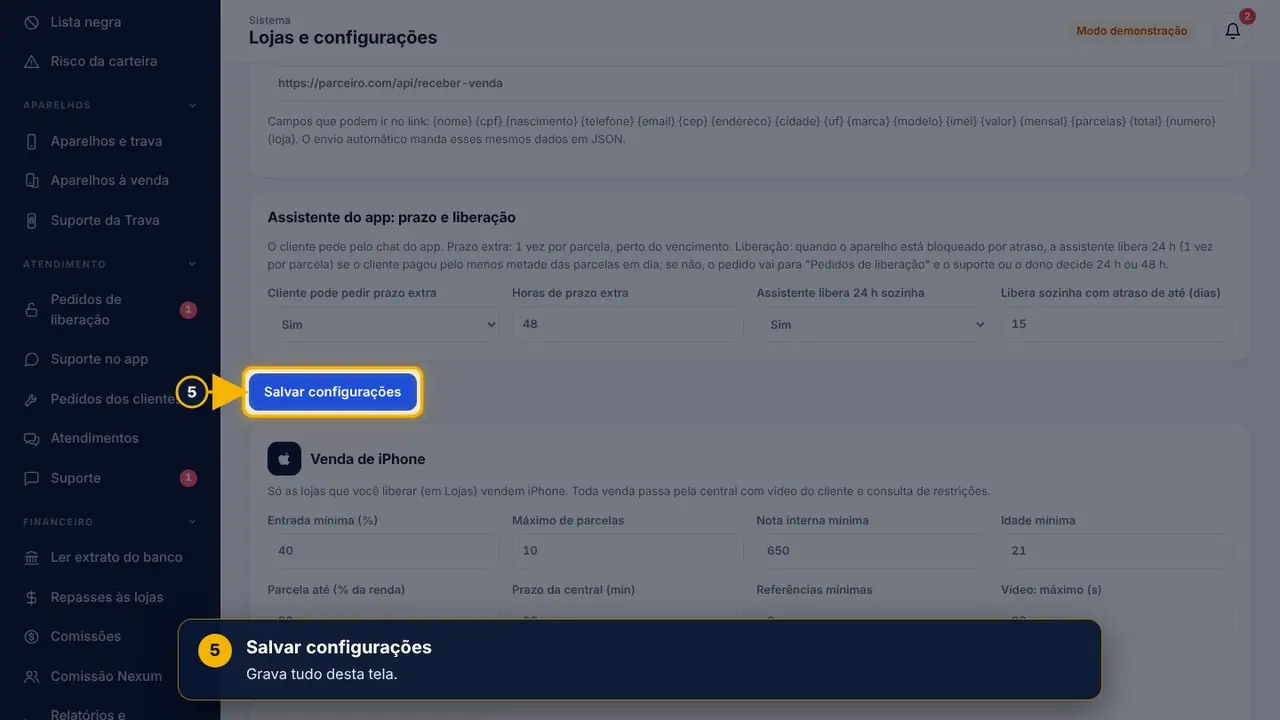 Lista negra
Risco da carteira
APARELHOS
Aparelhos e trava
Aparelhos à venda
Suporte da Trava
ATENDIMENTO
Pedidos de
liberação
1
Suporte no app
Pedidos dos clientes
Atendimentos
Suporte
1
FINANCEIRO
Ler extrato do banco
Repasses às lojas
Comissões
Comissão Nexum
Relatórios e
Sistema
Lojas e configurações
Modo demonstração
2
https://parceiro.com/api/receber-venda
Campos que podem ir no link: {nome} {cpf} {nascimento} {telefone} {email} {cep} {endereco} {cidade} {uf} {marca} {modelo} {imei} {valor} {mensal} {parcelas} {total} {numero}
{loja}. O envio automático manda esses mesmos dados em JSON.
Assistente do app: prazo e liberação
O cliente pede pelo chat do app. Prazo extra: 1 vez por parcela, perto do vencimento. Liberação: quando o aparelho está bloqueado por atraso, a assistente libera 24 h (1 vez
por parcela) se o cliente pagou pelo menos metade das parcelas em dia; se não, o pedido vai para "Pedidos de liberação" e o suporte ou o dono decide 24 h ou 48 h.
Cliente pode pedir prazo extra
Horas de prazo extra
Assistente libera 24 h sozinha
Libera sozinha com atraso de até (dias)
Sim
48
Sim
15
5
Salvar configurações
Venda de iPhone
Só as lojas que você liberar (em Lojas) vendem iPhone. Toda venda passa pela central com vídeo do cliente e consulta de restrições.
Entrada mínima (%)
Máximo de parcelas
Nota interna mínima
Idade mínima
40
10
650
21
Parcela até (% da renda)
Prazo da central (min)
Referências mínimas
Vídeo: máximo (s)
5
Salvar configurações
Grava tudo desta tela.